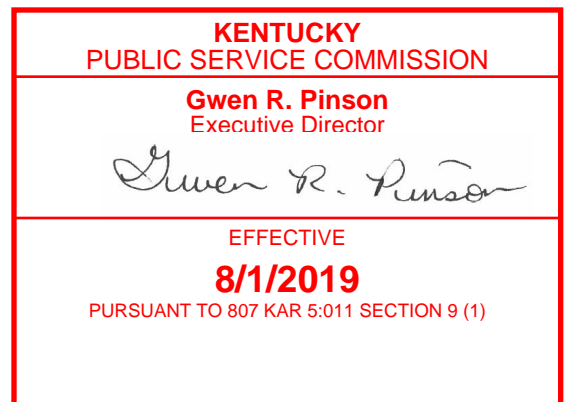 KENTUCKY
PUBLIC SERVICE COMMISSION
Gwen R. Pinson
Executive Director
Gwen R. Pinson
EFFECTIVE
8/1/2019
PURSUANT TO 807 KAR 5:011 SECTION 9 (1)